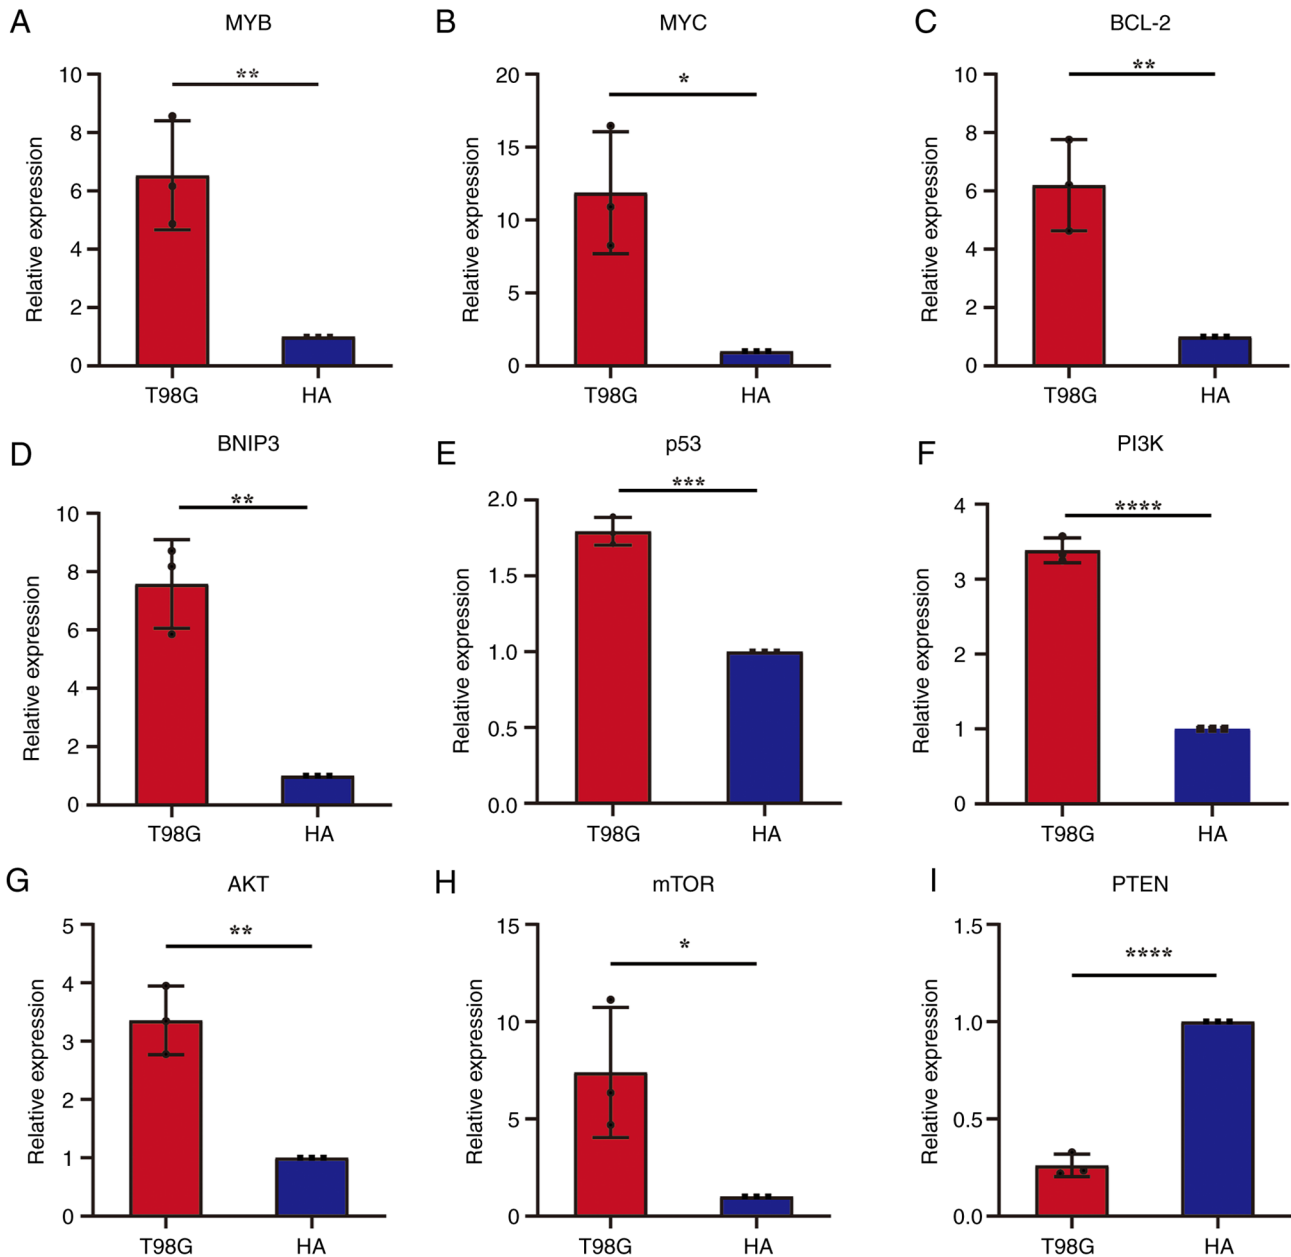 A
MYB
Relative expression
10
8
6
4
2
0
**
T98G
HA
B
MYC
Relative expression
20
15
10
5
0
*
T98G
HA
C
BCL-2
Relative expression
10
8
6
4
2
0
**
T98G
HA
D
BNIP3
Relative expression
10
8
6
4
2
0
**
T98G
HA
E
p53
Relative expression
2.0
1.5
1.0
0.5
0.0
***
T98G
HA
F
PI3K
Relative expression
4
3
2
1
0
****
T98G
HA
G
AKT
Relative expression
5
4
3
2
1
0
**
T98G
HA
H
mTOR
Relative expression
15
10
5
0
*
T98G
HA
I
PTEN
Relative expression
1.5
1.0
0.5
0.0
****
T98G
HA